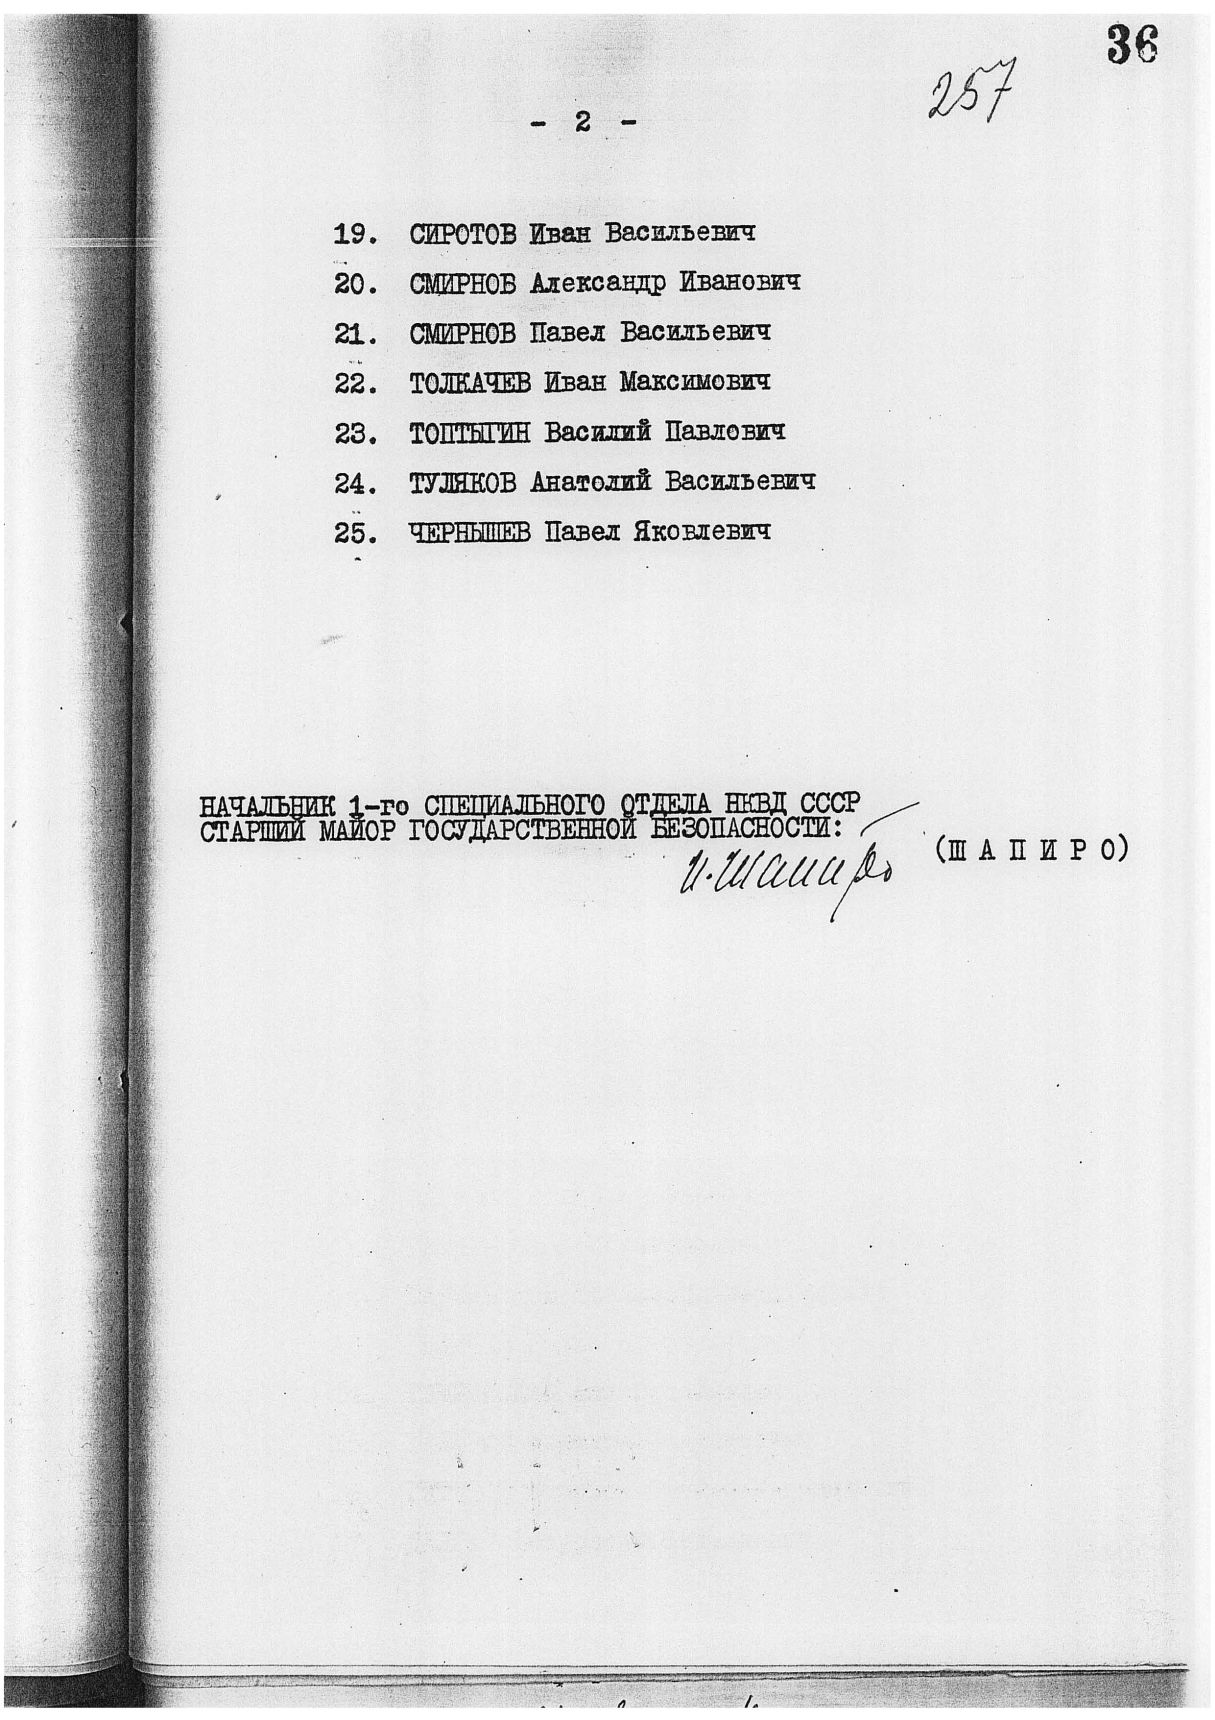 36
257
- 2 -
19. СИРОТОВ Иван Васильевич
20. СМИРНОВ Александр Иванович
21. СМИРНОВ Павел Васильевич
22. ТОЛКАЧЕВ Иван Максимович
23. ТОПТЫГИН Василий Павлович
24. ТУЛЯКОВ Анатолий Васильевич
25. ЧЕРНЫШЕВ Павел Яковлевич
НАЧАЛЬНИК 1-го СПЕЦИАЛЬНОГО ОТДЕЛА НКВД СССР
СТАРШИЙ МАЙОР ГОСУДАРСТВЕННОЙ БЕЗОПАСНОСТИ:
(Ш А П И Р О)
И. Шапиро